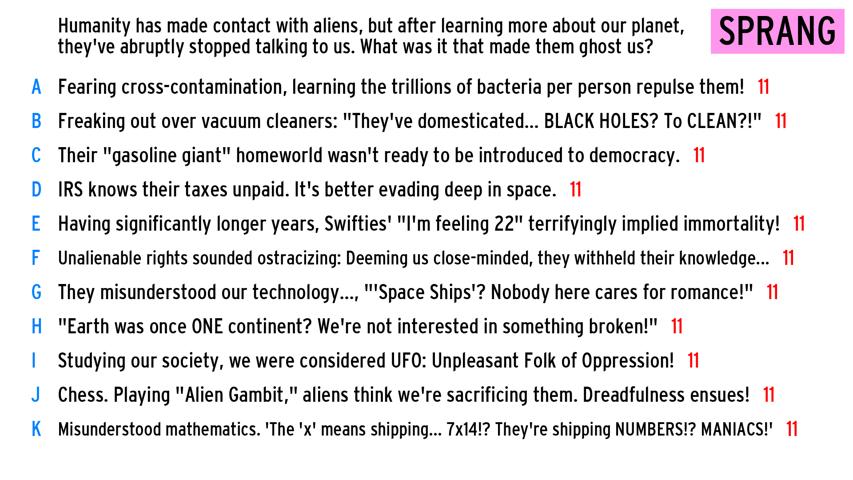 Humanity has made contact with aliens, but after learning more about our planet,
they've abruptly stopped talking to us. What was it that made them ghost us?
SPRANG
A Fearing cross-contamination, learning the trillions of bacteria per person repulse them! 11
B Freaking out over vacuum cleaners: "They've domesticated... BLACK HOLES? To CLEAN?!" 11
C Their "gasoline giant" homeworld wasn't ready to be introduced to democracy. 11
D IRS knows their taxes unpaid. It's better evading deep in space. 11
E Having significantly longer years, Swifties' "I'm feeling 22" terrifyingly implied immortality! 11
F Unalienable rights sounded ostracizing: Deeming us close-minded, they withheld their knowledge... 11
G They misunderstood our technology..., "'Space Ships'? Nobody here cares for romance!" 11
H "Earth was once ONE continent? We're not interested in something broken!" 11
I Studying our society, we were considered UFO: Unpleasant Folk of Oppression! 11
J Chess. Playing "Alien Gambit," aliens think we're sacrificing them. Dreadfulness ensues! 11
K Misunderstood mathematics. 'The 'x' means shipping... 7x14!? They're shipping NUMBERS!? MANIACS!' 11